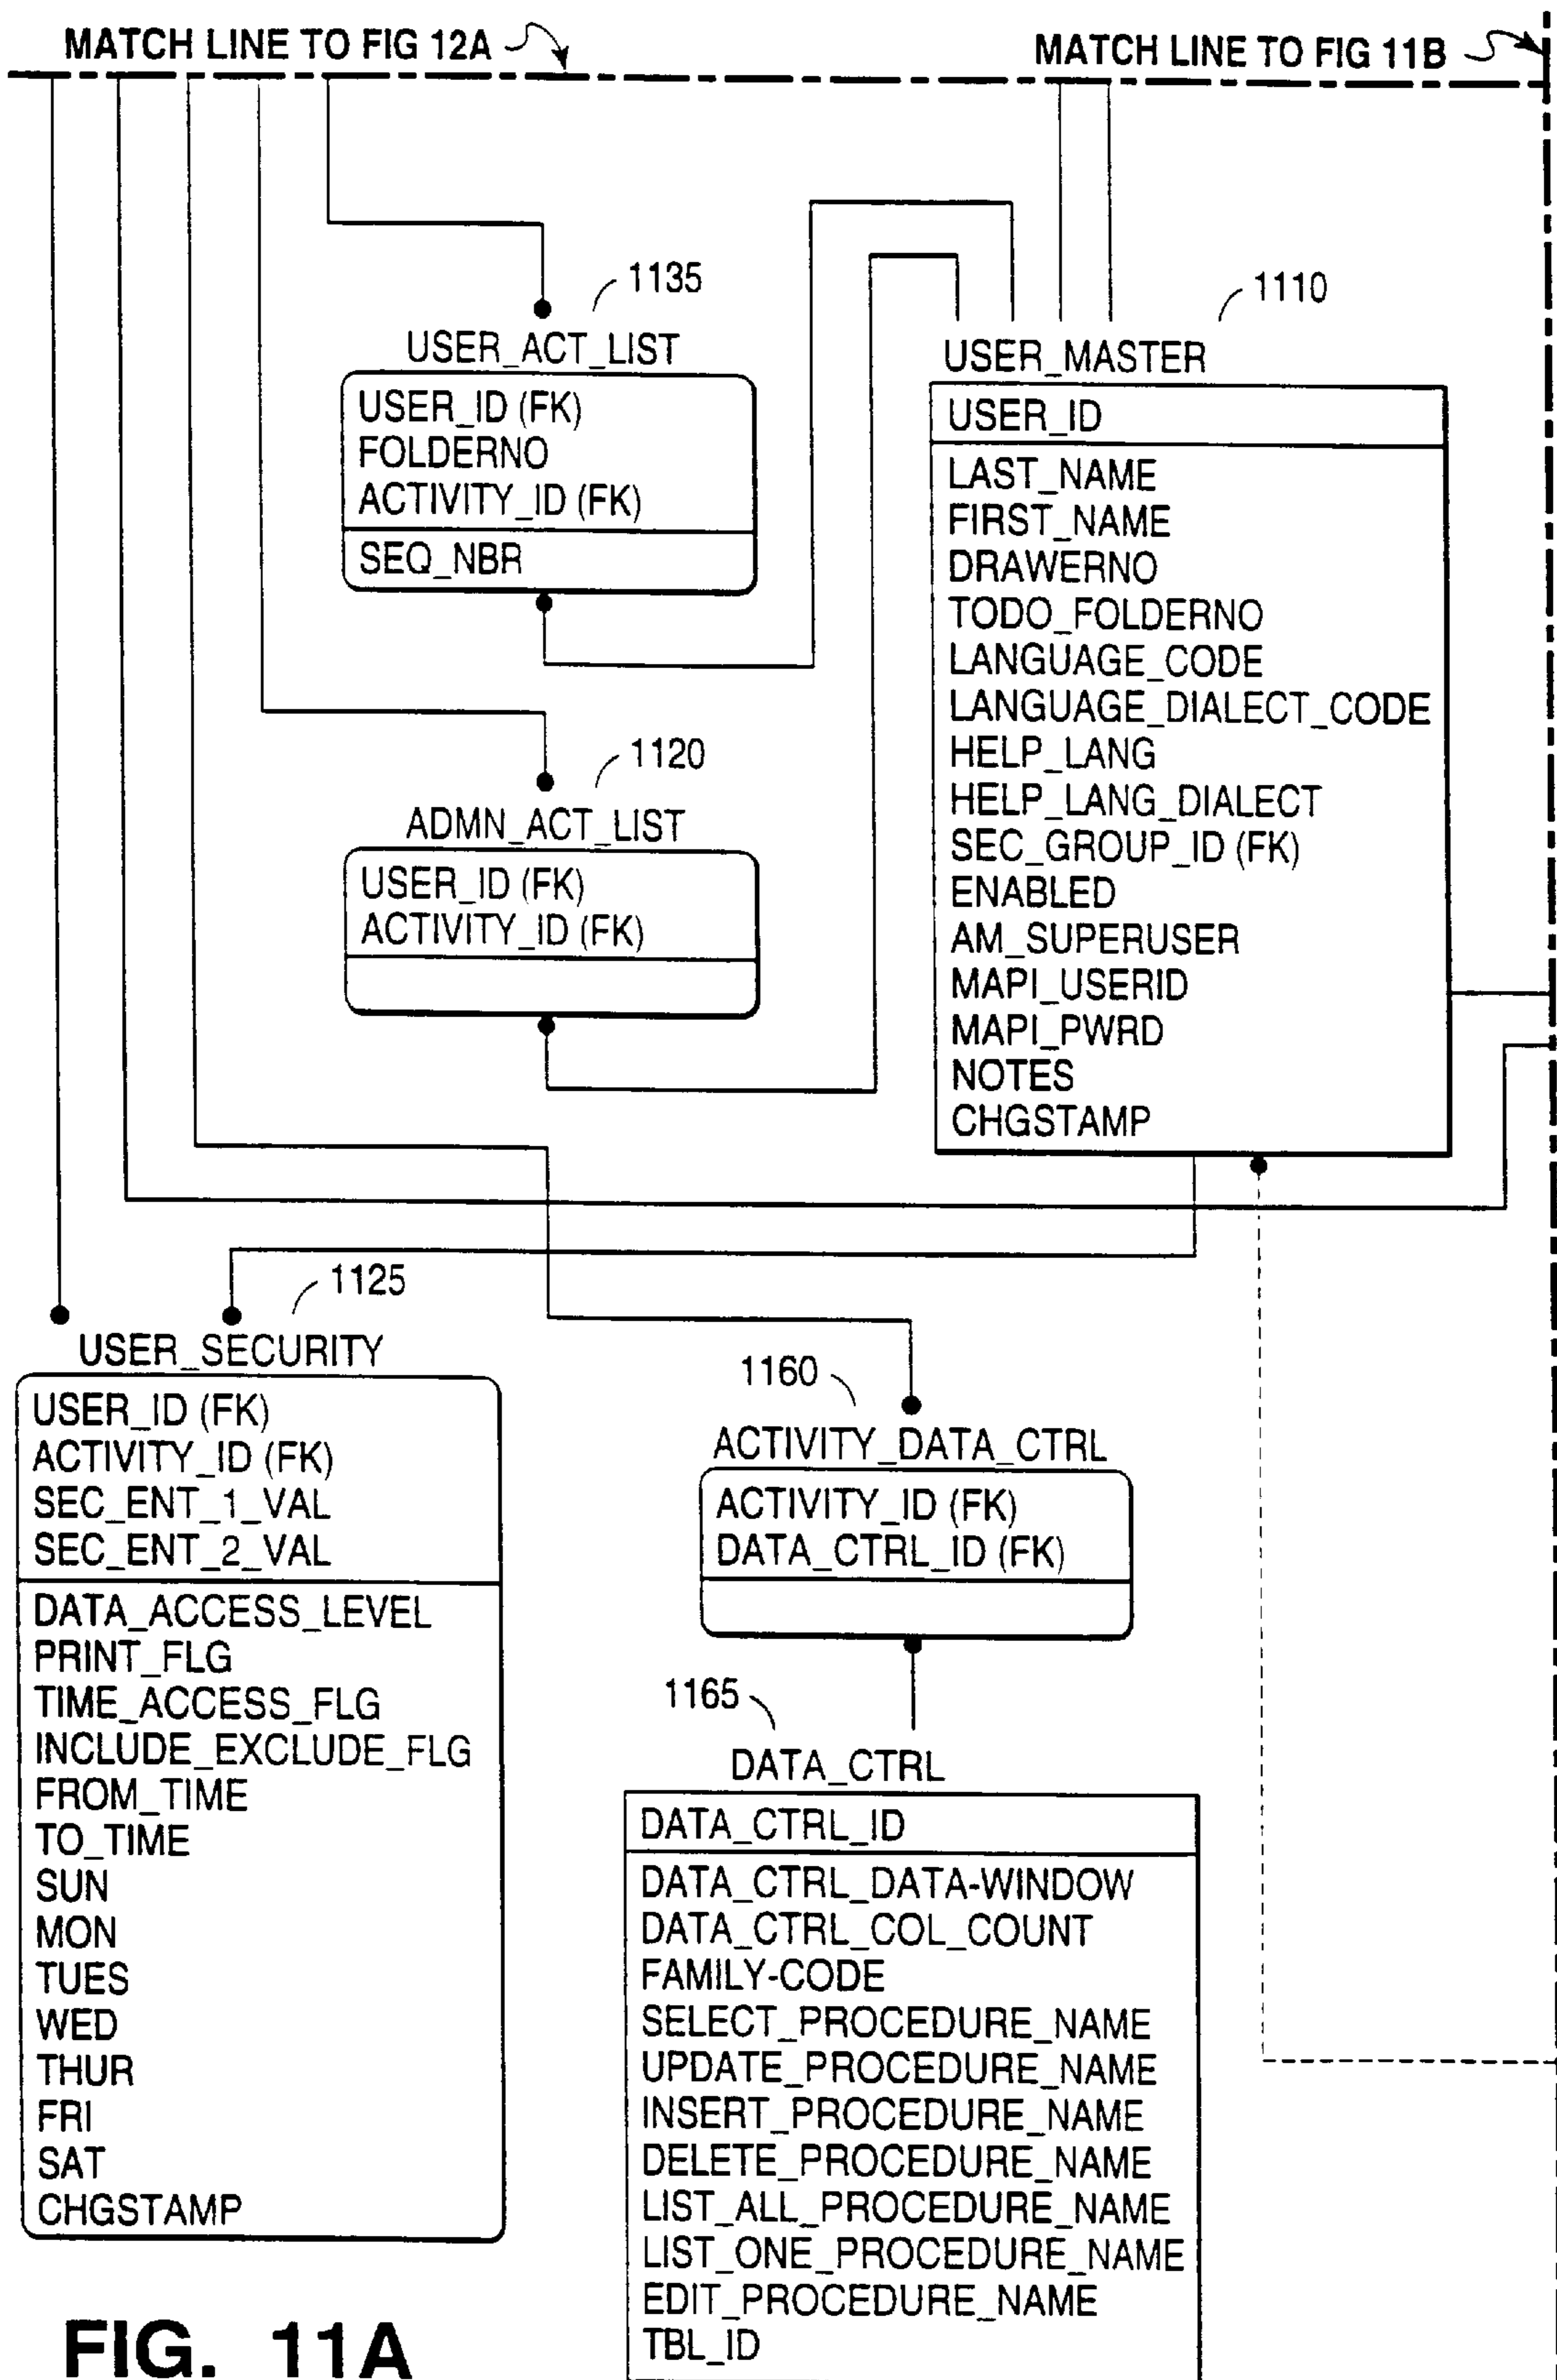 MATCH LINE TO FIG 12A
MATCH LINE TO FIG 11B
1135
USER_ACT_LIST
USER_ID (FK)
FOLDERNO
ACTIVITY_ID (FK)
SEQ_NBR
1110
USER_MASTER
USER_ID
LAST_NAME
FIRST_NAME
DRAWERNO
TODO_FOLDERNO
LANGUAGE_CODE
LANGUAGE_DIALECT_CODE
HELP_LANG
HELP_LANG_DIALECT
SEC_GROUP_ID (FK)
ENABLED
AM_SUPERUSER
MAPI_USERID
MAPI_PWRD
NOTES
CHGSTAMP
1120
ADMN_ACT_LIST
USER_ID (FK)
ACTIVITY_ID (FK)
1125
USER_SECURITY
USER_ID (FK)
ACTIVITY_ID (FK)
SEC_ENT_1_VAL
SEC_ENT_2_VAL
DATA_ACCESS_LEVEL
PRINT_FLG
TIME_ACCESS_FLG
INCLUDE_EXCLUDE_FLG
FROM_TIME
TO_TIME
SUN
MON
TUES
WED
THUR
FRI
SAT
CHGSTAMP
1160
ACTIVITY_DATA_CTRL
ACTIVITY_ID (FK)
DATA_CTRL_ID (FK)
1165
DATA_CTRL
DATA_CTRL_ID
DATA_CTRL_DATA-WINDOW
DATA_CTRL_COL_COUNT
FAMILY-CODE
SELECT_PROCEDURE_NAME
UPDATE_PROCEDURE_NAME
INSERT_PROCEDURE_NAME
DELETE_PROCEDURE_NAME
LIST_ALL_PROCEDURE_NAME
LIST_ONE_PROCEDURE_NAME
EDIT_PROCEDURE_NAME
TBL_ID
FIG. 11A